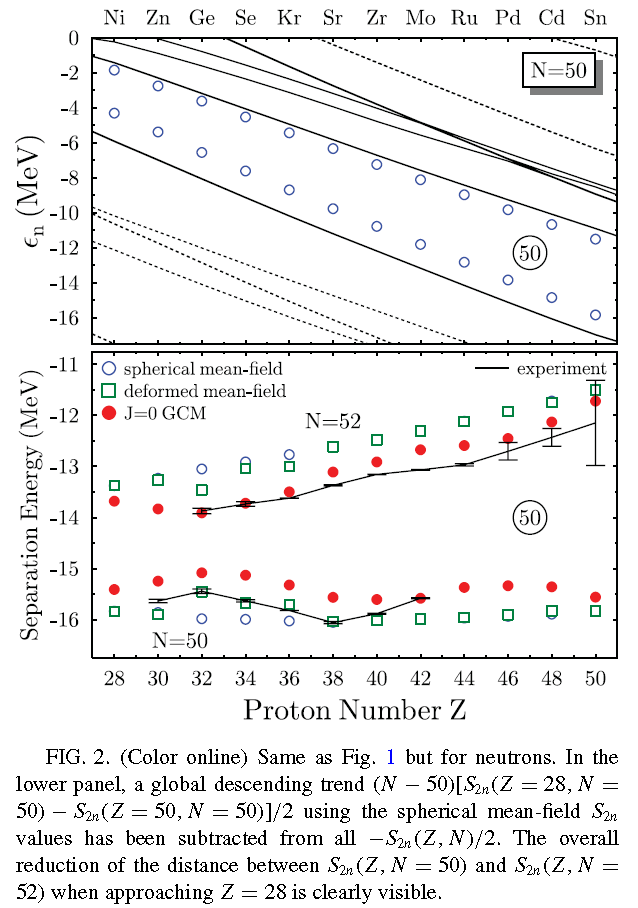 Ni Zn Ge Se Kr Sr Zr Mo Ru Pd Cd Sn
0
-2
-4
-6
-8
-10
-12
-14
-16
ϵn (MeV)
N=50
50
-11
-12
-13
-14
-15
-16
Separation Energy (MeV)
spherical mean-field
deformed mean-field
J=0 GCM
experiment
N=52
50
N=50
28 30 32 34 36 38 40 42 44 46 48 50
Proton Number Z
FIG. 2. (Color online) Same as Fig. 1 but for neutrons. In the
lower panel, a global descending trend (N − 50)[S2n(Z = 28, N =
50) − S2n(Z = 50, N = 50)]/2 using the spherical mean-field S2n
values has been subtracted from all −S2n(Z, N)/2. The overall
reduction of the distance between S2n(Z, N = 50) and S2n(Z, N =
52) when approaching Z = 28 is clearly visible.